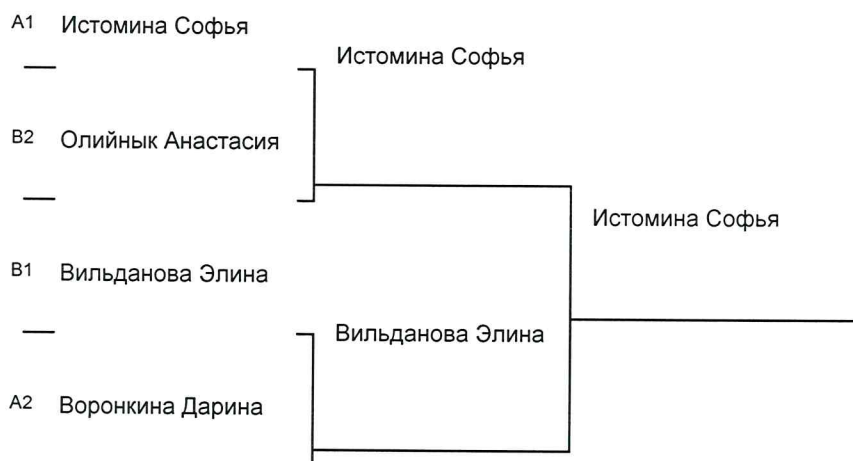 A1 Истомина Софья
Истомина Софья
B2 Олийнык Анастасия
Истомина Софья
B1 Вильданова Элина
Вильданова Элина
A2 Воронкина Дарина